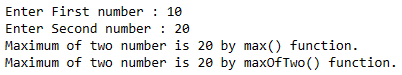 Enter First number : 10
Enter Second number : 20
Maximum of two number is 20 by max() function.
Maximum of two number is 20 by maxOfTwo() function.